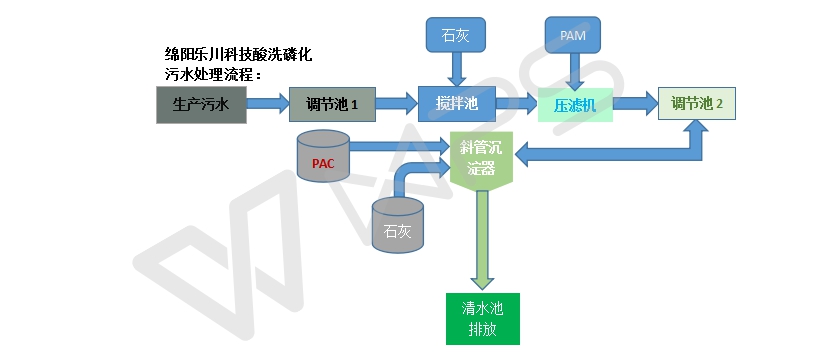 绵阳乐川科技酸洗磷化
污水处理流程：
石灰
PAM
生产污水
调节池1
搅拌池
压滤机
调节池2
PAC
斜管沉
淀器
石灰
清水池
排放
WAPS